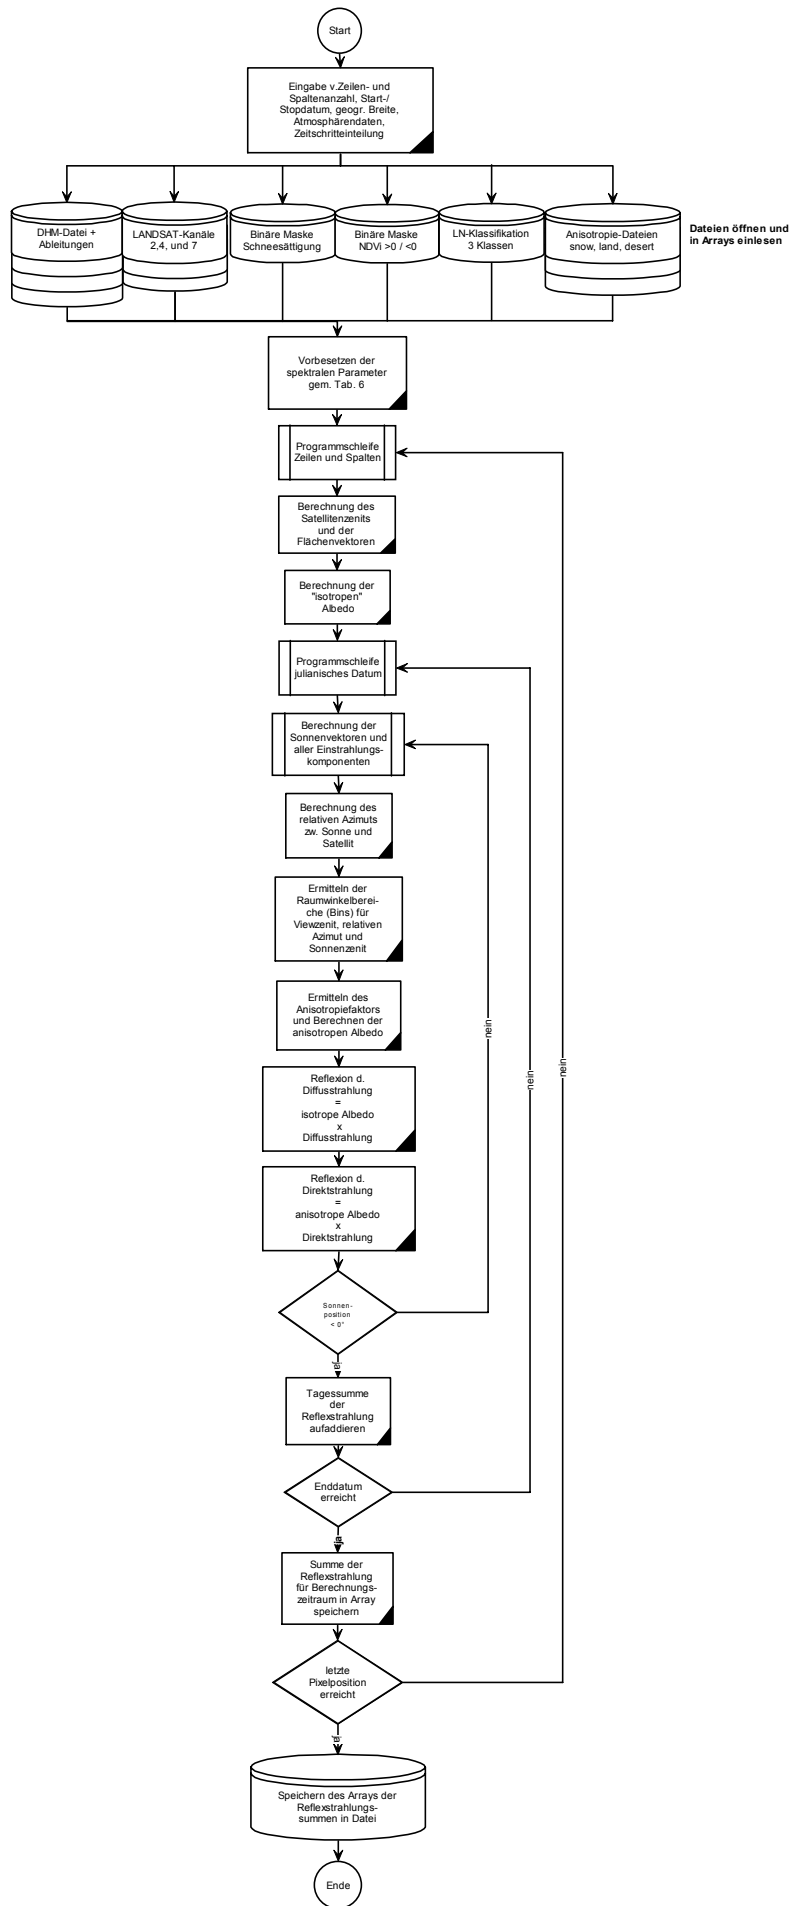 Start
Eingabe v.Zeilen- und
Spaltenanzahl, Start-/
Stopdatum, geogr. Breite,
Atmosphärendaten,
Zeitschritteinteilung
DHM-Datei +
Ableitungen
LANDSAT-Kanäle
2,4, und 7
Binäre Maske
Schneesättigung
Binäre Maske
NDVi >0 / <0
LN-Klassifikation
3 Klassen
Anisotropie-Dateien
snow, land, desert
Dateien öffnen und
in Arrays einlesen
Vorbesetzen der
spektralen Parameter
gem. Tab. 6
Programmschleife
Zeilen und Spalten
Berechnung des
Satellitenzenits
und der
Flächenvektoren
Berechnung der
"isotropen"
Albedo
Programmschleife
julianisches Datum
Berechnung der
Sonnenvektoren und
aller Einstrahlungs-
komponenten
Berechnung des
relativen Azimuts
zw. Sonne und
Satellit
Ermitteln der
Raumwinkelberei-
che (Bins) für
Viewzenit, relativen
Azimut und
Sonnenzenit
Ermitteln des
Anisotropiefaktors
und Berechnen der
anisotropen Albedo
Reflexion d.
Diffusstrahlung
=
isotrope Albedo
x
Diffusstrahlung
Reflexion d.
Direktstrahlung
=
anisotrope Albedo
x
Direktstrahlung
Sonnen-
position
< 0°
nein
ja
Tagessumme
der
Reflexstrahlung
aufaddieren
Enddatum
erreicht
nein
ja
Summe der
Reflexstrahlung
für Berechnungs-
zeitraum in Array
speichern
letzte
Pixelposition
erreicht
nein
ja
Speichern des Arrays der
Reflexstrahlungs-
summen in Datei
Ende